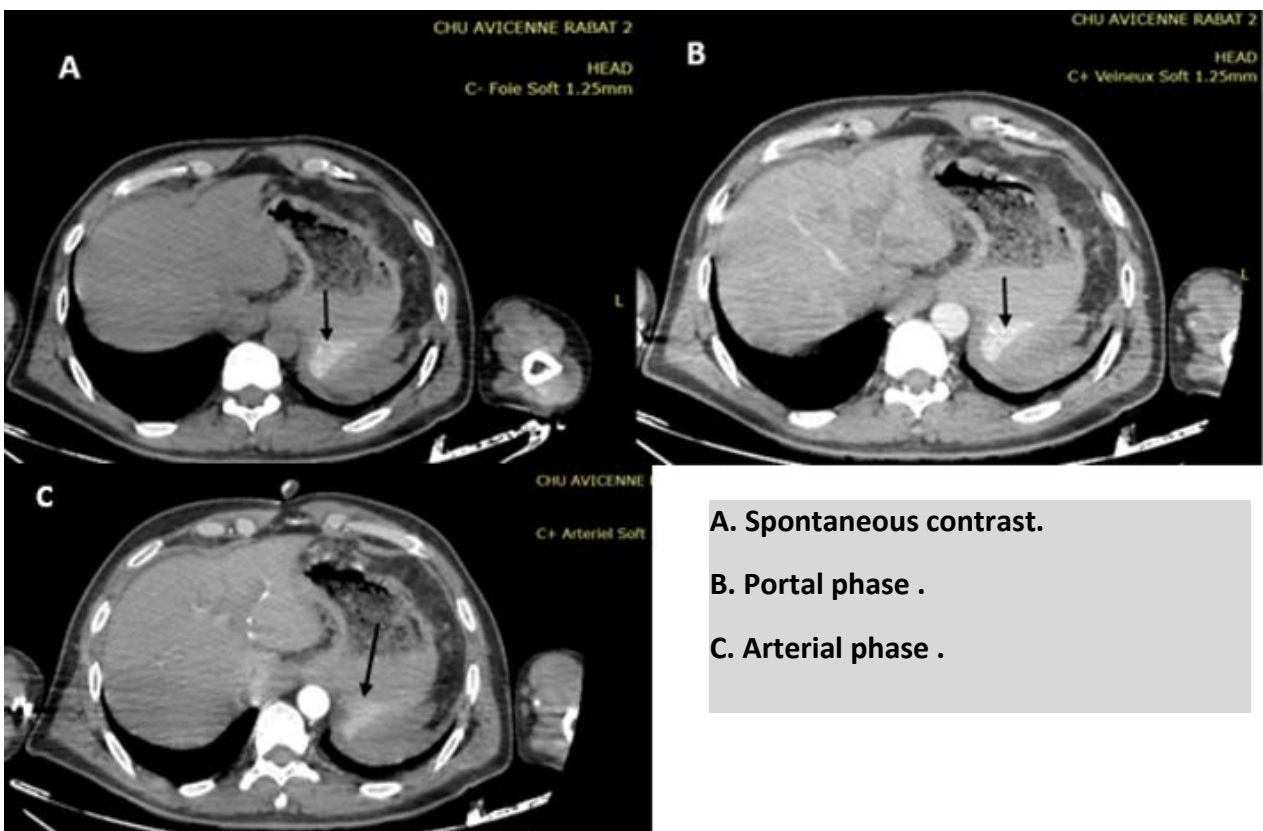 CHU AVICENNE RABAT 2
A
HEAD
C- Foie Soft 1.25mm
L
CHU AVICENNE RABAT 2
B
HEAD
C+ Veineux Soft 1.25mm
L
CHU AVICENNE
C
C+ Arteriel Soft
A. Spontaneous contrast.
B. Portal phase .
C. Arterial phase .